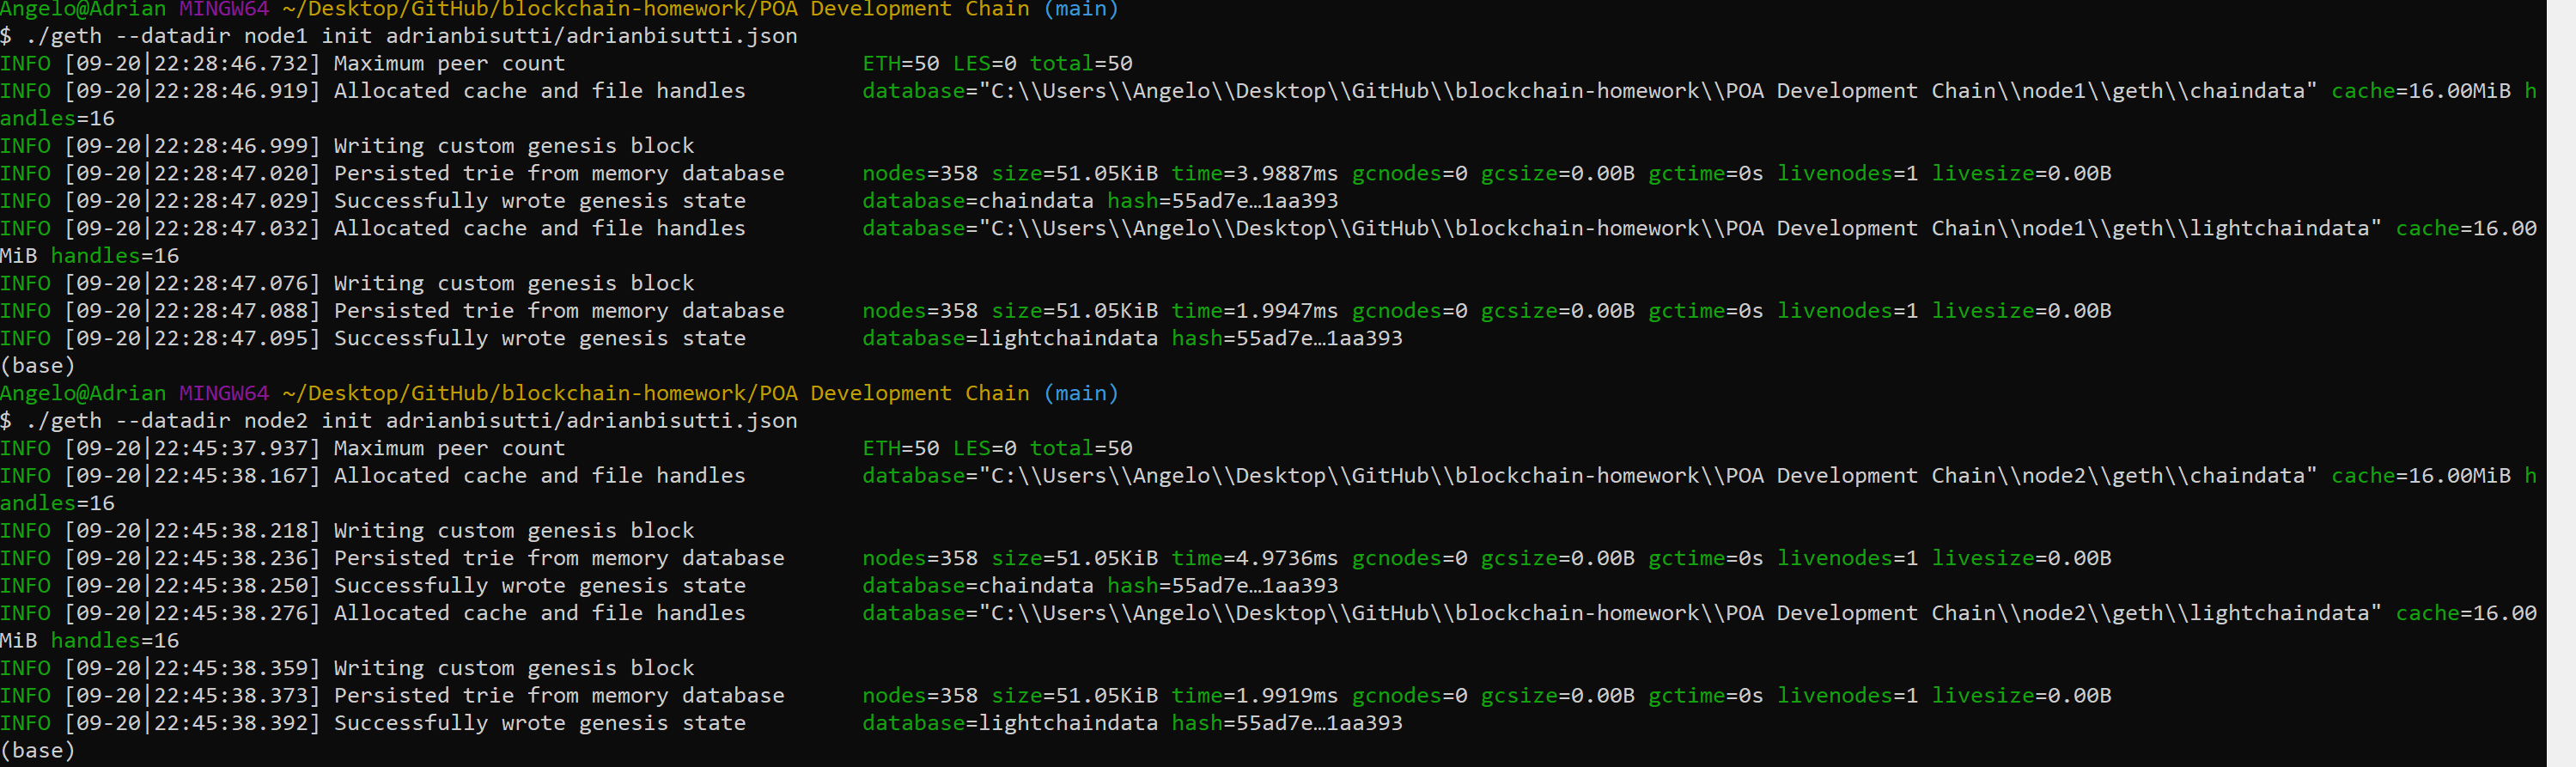 Angelo@Adrian MINGW64 ~/Desktop/GitHub/blockchain-homework/POA Development Chain (main)
$ ./geth --datadir node1 init adrianbisutti/adrianbisutti.json
INFO [09-20|22:28:46.732] Maximum peer count                       ETH=50 LES=0 total=50
INFO [09-20|22:28:46.919] Allocated cache and file handles         database="C:\\Users\\Angelo\\Desktop\\GitHub\\blockchain-homework\\POA Development Chain\\node1\\geth\\chaindata" cache=16.00MiB h
andles=16
INFO [09-20|22:28:46.999] Writing custom genesis block
INFO [09-20|22:28:47.020] Persisted trie from memory database      nodes=358 size=51.05KiB time=3.9887ms gcnodes=0 gcsize=0.00B gctime=0s livenodes=1 livesize=0.00B
INFO [09-20|22:28:47.029] Successfully wrote genesis state         database=chaindata hash=55ad7e…1aa393
INFO [09-20|22:28:47.032] Allocated cache and file handles         database="C:\\Users\\Angelo\\Desktop\\GitHub\\blockchain-homework\\POA Development Chain\\node1\\geth\\lightchaindata" cache=16.00
MiB handles=16
INFO [09-20|22:28:47.076] Writing custom genesis block
INFO [09-20|22:28:47.088] Persisted trie from memory database      nodes=358 size=51.05KiB time=1.9947ms gcnodes=0 gcsize=0.00B gctime=0s livenodes=1 livesize=0.00B
INFO [09-20|22:28:47.095] Successfully wrote genesis state         database=lightchaindata hash=55ad7e…1aa393
(base)
Angelo@Adrian MINGW64 ~/Desktop/GitHub/blockchain-homework/POA Development Chain (main)
$ ./geth --datadir node2 init adrianbisutti/adrianbisutti.json
INFO [09-20|22:45:37.937] Maximum peer count                       ETH=50 LES=0 total=50
INFO [09-20|22:45:38.167] Allocated cache and file handles         database="C:\\Users\\Angelo\\Desktop\\GitHub\\blockchain-homework\\POA Development Chain\\node2\\geth\\chaindata" cache=16.00MiB h
andles=16
INFO [09-20|22:45:38.218] Writing custom genesis block
INFO [09-20|22:45:38.236] Persisted trie from memory database      nodes=358 size=51.05KiB time=4.9736ms gcnodes=0 gcsize=0.00B gctime=0s livenodes=1 livesize=0.00B
INFO [09-20|22:45:38.250] Successfully wrote genesis state         database=chaindata hash=55ad7e…1aa393
INFO [09-20|22:45:38.276] Allocated cache and file handles         database="C:\\Users\\Angelo\\Desktop\\GitHub\\blockchain-homework\\POA Development Chain\\node2\\geth\\lightchaindata" cache=16.00
MiB handles=16
INFO [09-20|22:45:38.359] Writing custom genesis block
INFO [09-20|22:45:38.373] Persisted trie from memory database      nodes=358 size=51.05KiB time=1.9919ms gcnodes=0 gcsize=0.00B gctime=0s livenodes=1 livesize=0.00B
INFO [09-20|22:45:38.392] Successfully wrote genesis state         database=lightchaindata hash=55ad7e…1aa393
(base)